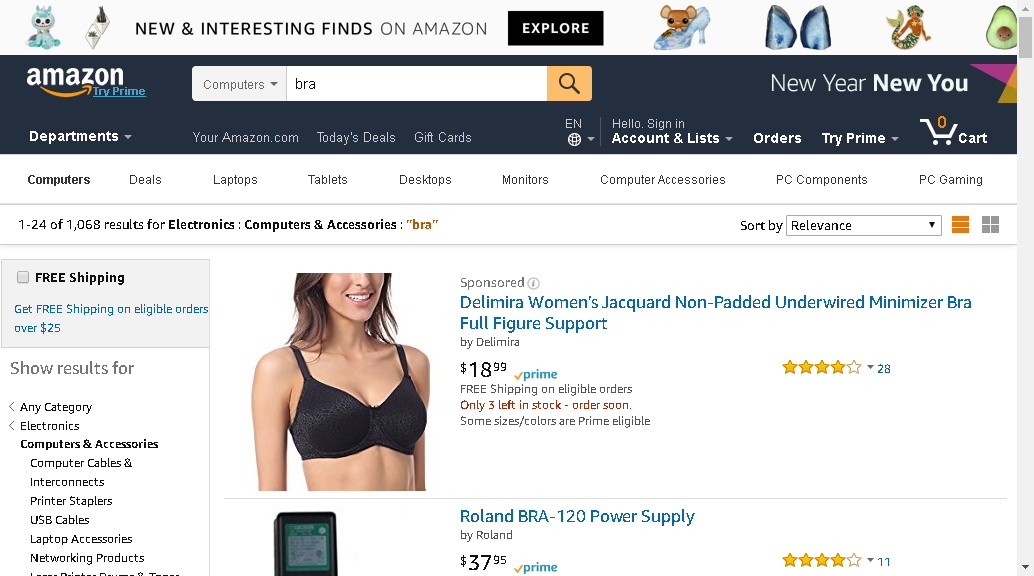 NEW & INTERESTING FINDS ON AMAZON EXPLORE
amazon
Try Prime
Computers
bra
New Year New You
Departments
Your Amazon.com Today's Deals Gift Cards
EN
Hello. Sign in
Account & Lists
Orders
Try Prime
0
Cart
Computers Deals Laptops Tablets Desktops Monitors Computer Accessories PC Components PC Gaming
1-24 of 1,068 results for Electronics : Computers & Accessories : "bra"
Sort by Relevance
FREE Shipping
Get FREE Shipping on eligible orders
over $25
Show results for
Any Category
Electronics
Computers & Accessories
Computer Cables &
Interconnects
Printer Staplers
USB Cables
Laptop Accessories
Networking Products
Sponsored
Delimira Women's Jacquard Non-Padded Underwired Minimizer Bra
Full Figure Support
by Delimira
$18 99 prime
28
FREE Shipping on eligible orders
Only 3 left in stock - order soon.
Some sizes/colors are Prime eligible
Roland BRA-120 Power Supply
by Roland
$37 95 prime
11